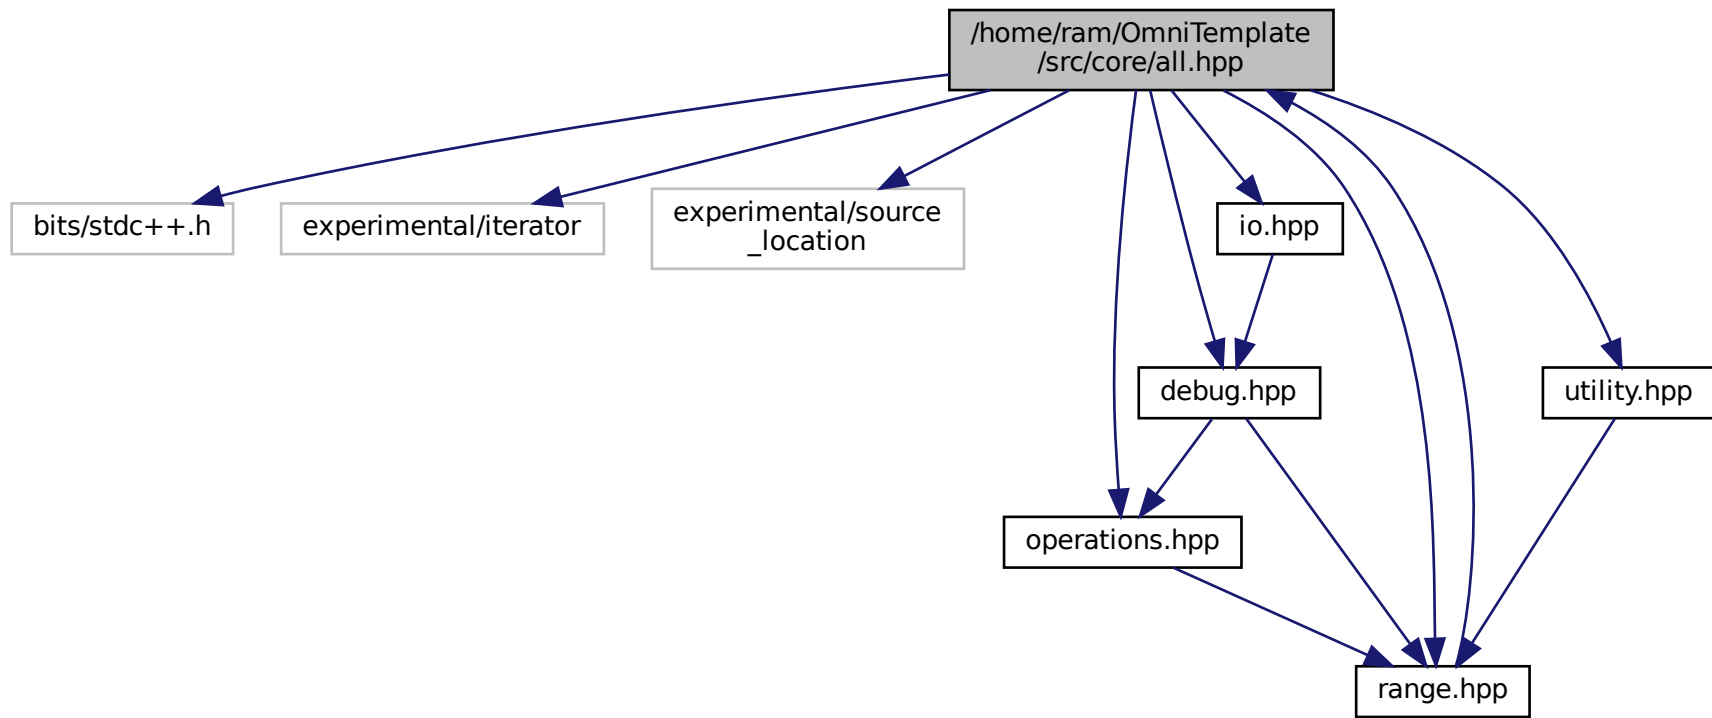 /home/ram/OmniTemplate
/src/core/all.hpp
bits/stdc++.h
experimental/iterator
experimental/source
_location
io.hpp
debug.hpp
utility.hpp
operations.hpp
range.hpp